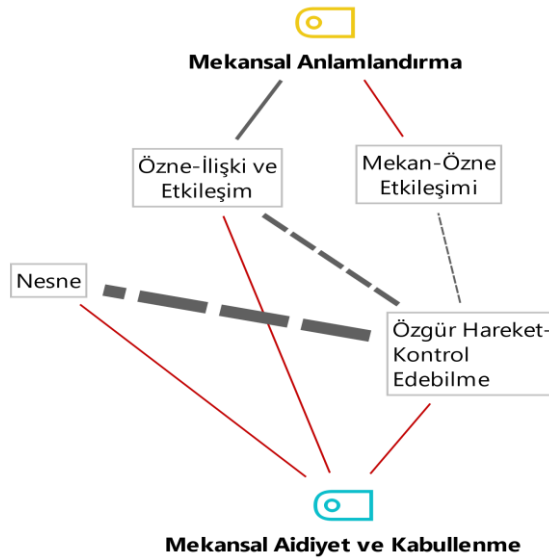 Mekansal Anlamlandırma
Özne-İlişki ve
Etkileşim
Mekan-Özne
Etkileşimi
Nesne
Özgür Hareket-
Kontrol
Edebilme
Mekansal Aidiyet ve Kabullenme